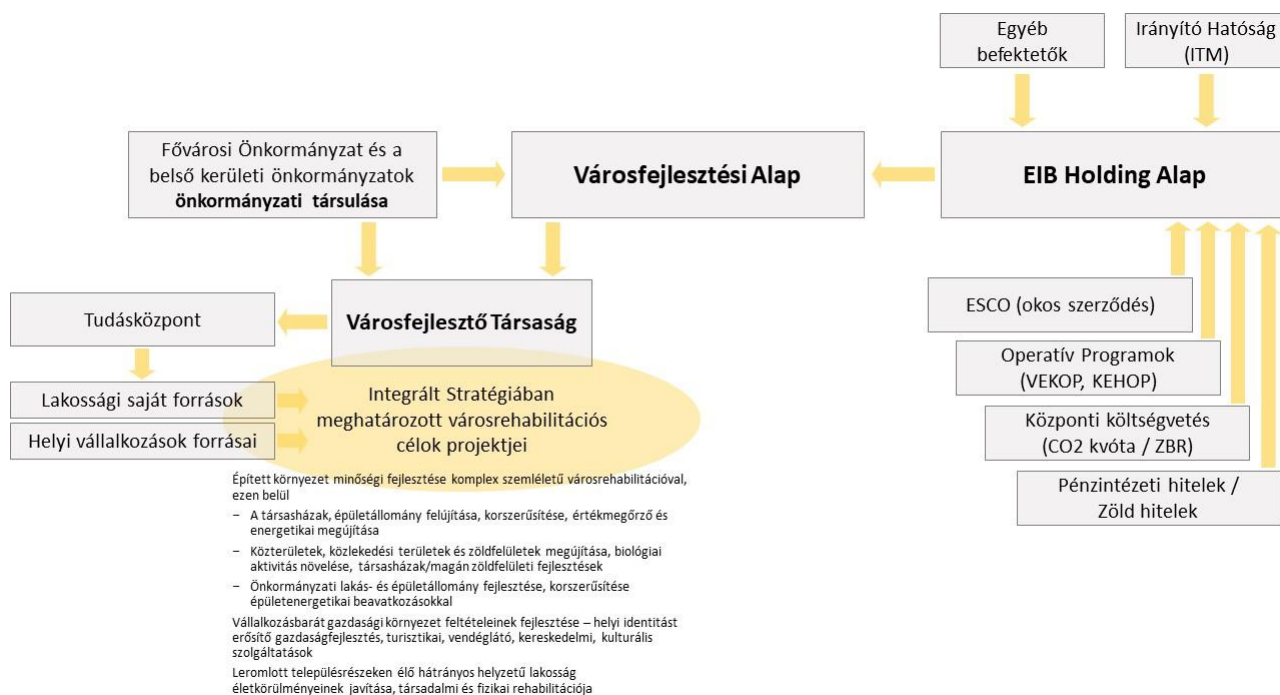 Egyéb
befektetők
Irányító Hatóság
(ITM)
Fővárosi Önkormányzat és a
belső kerületi önkormányzatok
önkormányzati társulása
Városfejlesztési Alap
EIB Holding Alap
Tudásközpont
Városfejlesztő Társaság
ESCO (okos szerződés)
Operatív Programok
(VEKOP, KEHOP)
Központi költségvetés
(CO2 kvóta / ZBR)
Pénzintézeti hitelek /
Zöld hitelek
Lakossági saját források
Helyi vállalkozások forrásai
Integrált Stratégiában
meghatározott városrehabilitációs
célok projektjei
Épített környezet minőségi fejlesztése komplex szemléletű városrehabilitációval,
ezen belül
– A társasházak, épületállomány felújítása, korszerűsítése, értékmegőrző és
energetikai megújítása
– Közterületek, közlekedési területek és zöldfelületek megújítása, biológiai
aktivitás növelése, társasházak/magán zöldfelületi fejlesztések
– Önkormányzati lakás- és épületállomány fejlesztése, korszerűsítése
épületenergetikai beavatkozásokkal
Vállalkozásbarát gazdasági környezet feltételeinek fejlesztése – helyi identitást
erősítő gazdaságfejlesztés, turisztikai, vendéglátó, kereskedelmi, kulturális
szolgáltatások
Leromlott településrészeken élő hátrányos helyzetű lakosság
életkörülményeinek javítása, társadalmi és fizikai rehabilitációja